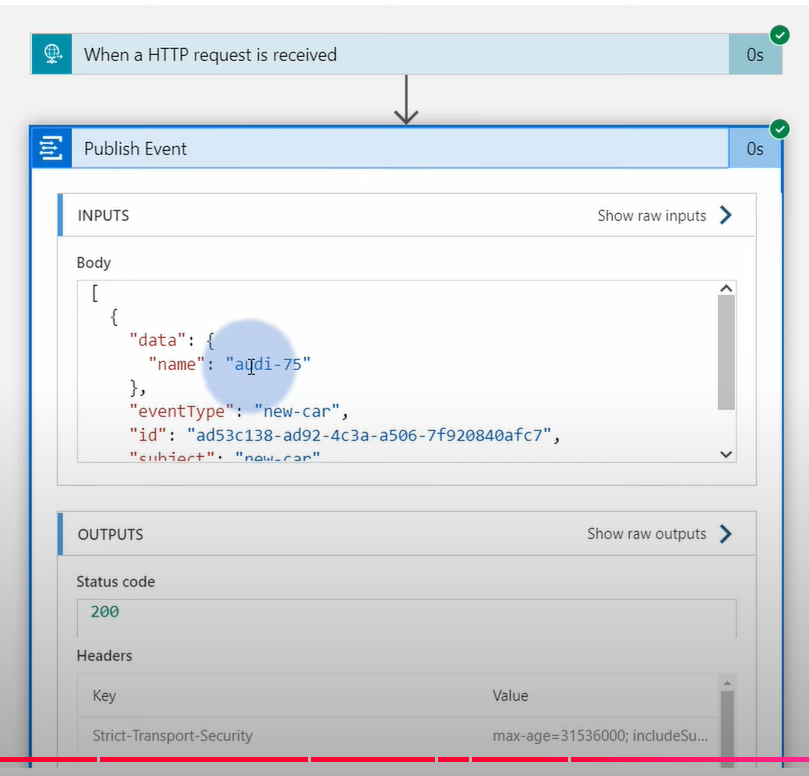 When a HTTP request is received 0s
Publish Event 0s
INPUTS Show raw inputs
Body
[
{
"data": {
"name": "audi-75"
},
"eventType": "new-car",
"id": "ad53c138-ad92-4c3a-a506-7f920840afc7",
"subject": "new-car"
OUTPUTS Show raw outputs
Status code
200
Headers
Key Value
Strict-Transport-Security max-age=31536000; includeSu...